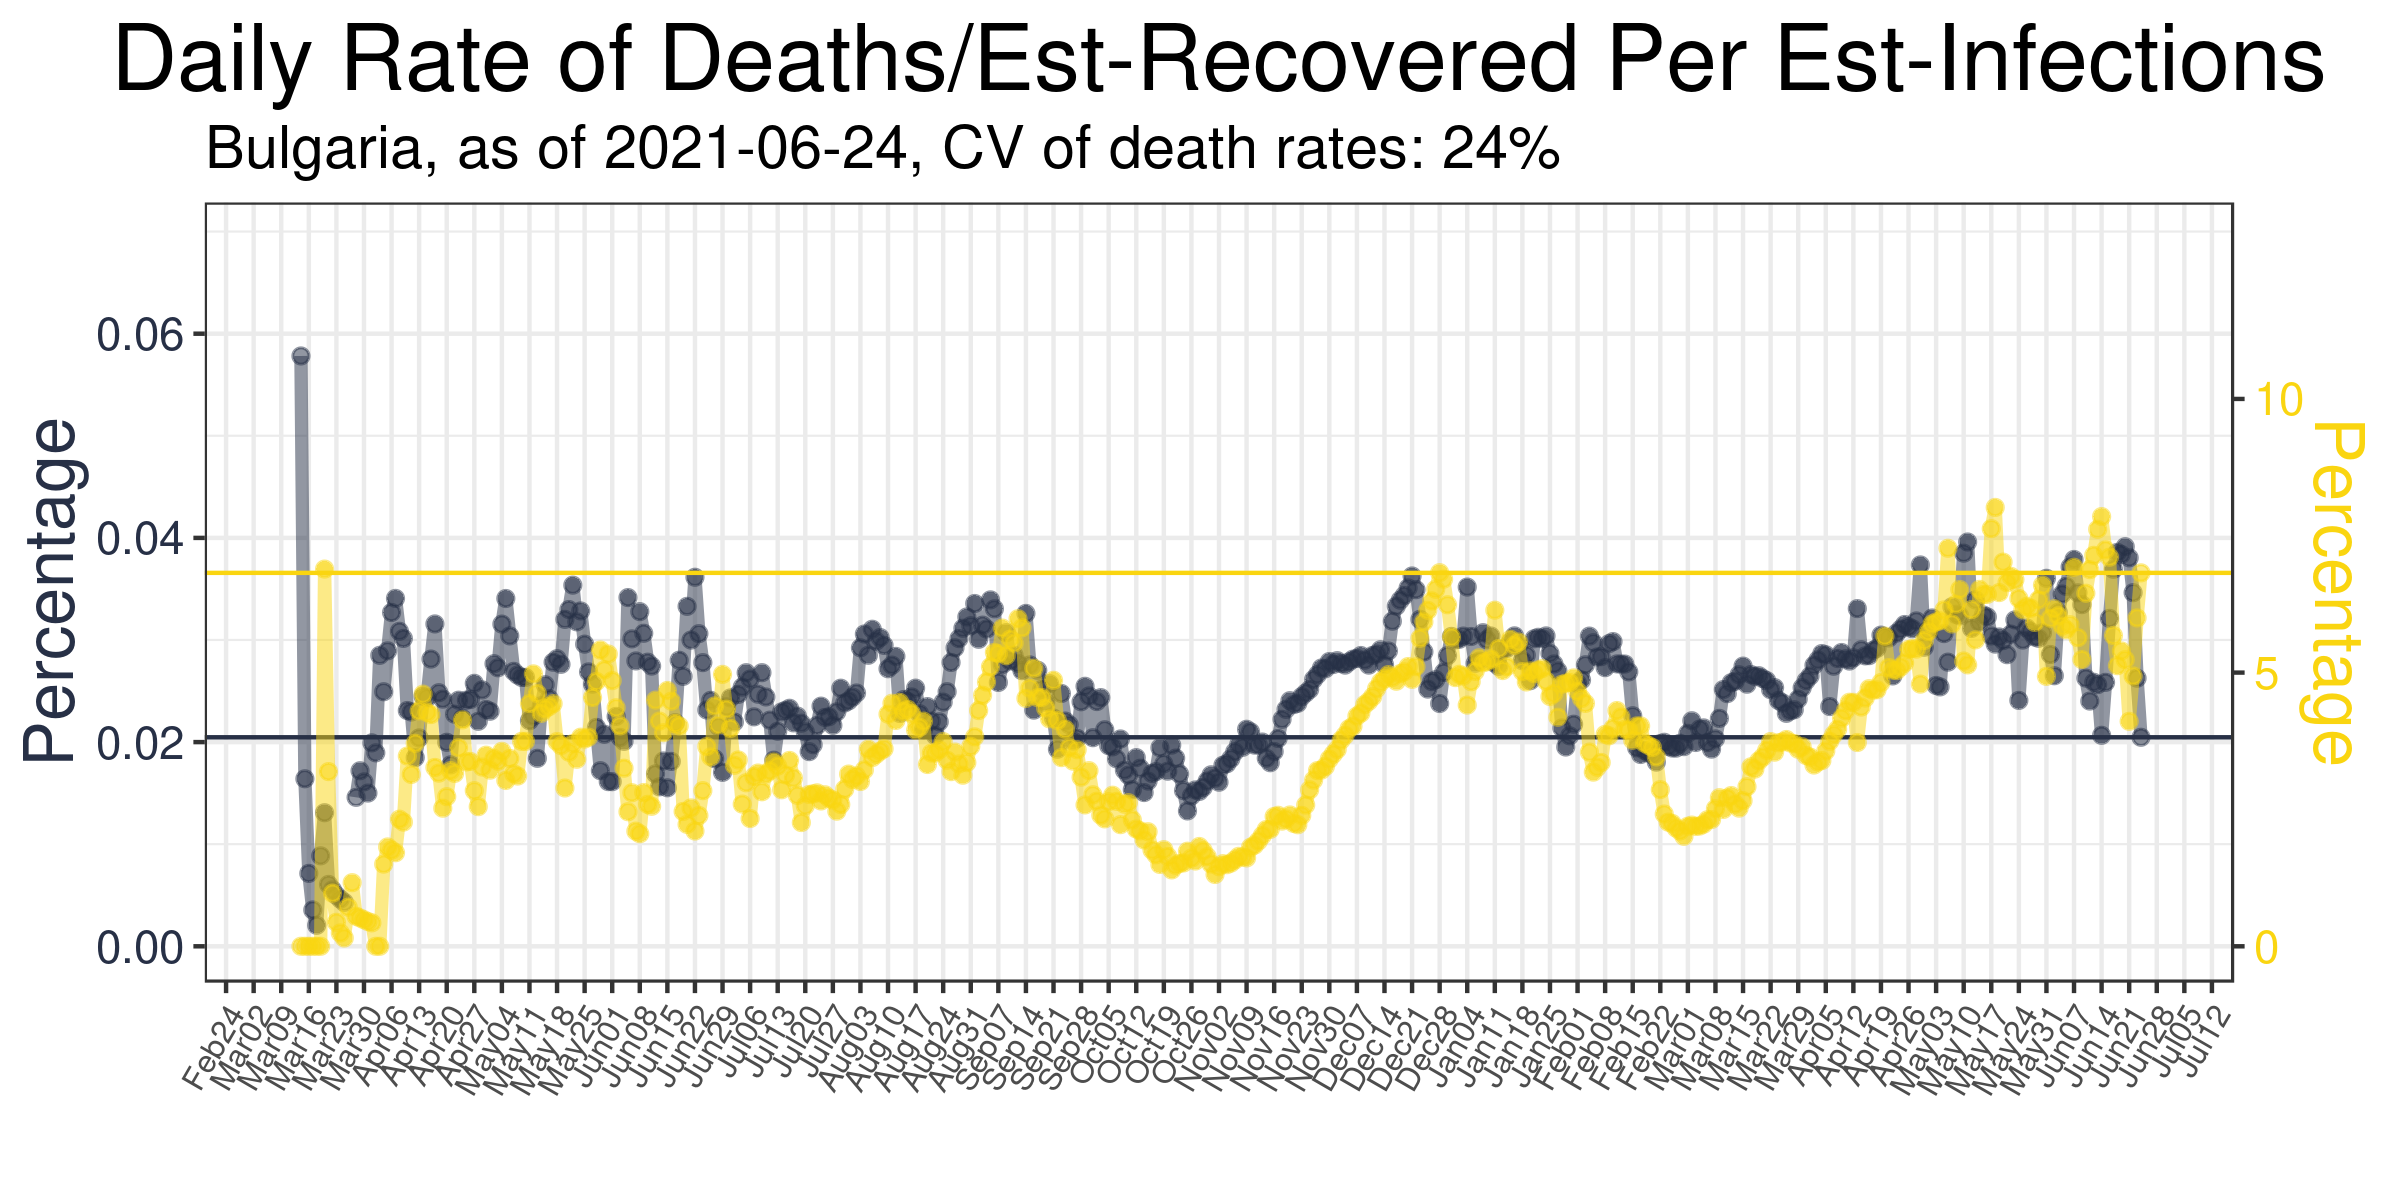 Daily Rate of Deaths/Est-Recovered Per Est-Infections
Bulgaria, as of 2021-06-24, CV of death rates: 24%
Percentage
0.06
0.04
0.02
0.00
10
5
0
Percentage
Feb24
Mar02
Mar09
Mar16
Mar23
Mar30
Apr06
Apr13
Apr20
Apr27
May04
May11
May18
May25
Jun01
Jun08
Jun15
Jun22
Jun29
Jul06
Jul13
Jul20
Jul27
Aug03
Aug10
Aug17
Aug24
Aug31
Sep07
Sep14
Sep21
Sep28
Oct05
Oct12
Oct19
Oct26
Nov02
Nov09
Nov16
Nov23
Nov30
Dec07
Dec14
Dec21
Dec28
Jan04
Jan11
Jan18
Jan25
Feb01
Feb08
Feb15
Feb22
Mar01
Mar08
Mar15
Mar22
Mar29
Apr05
Apr12
Apr19
Apr26
May03
May10
May17
May24
May31
Jun07
Jun14
Jun21
Jun28
Jul05
Jul12